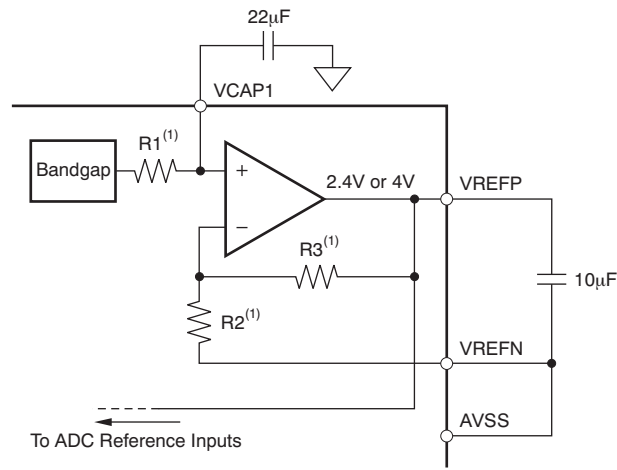 22μF
VCAP1
R1(1)
Bandgap
+
2.4V or 4V
VREFP
−
R3(1)
10μF
R2(1)
VREFN
AVSS
To ADC Reference Inputs